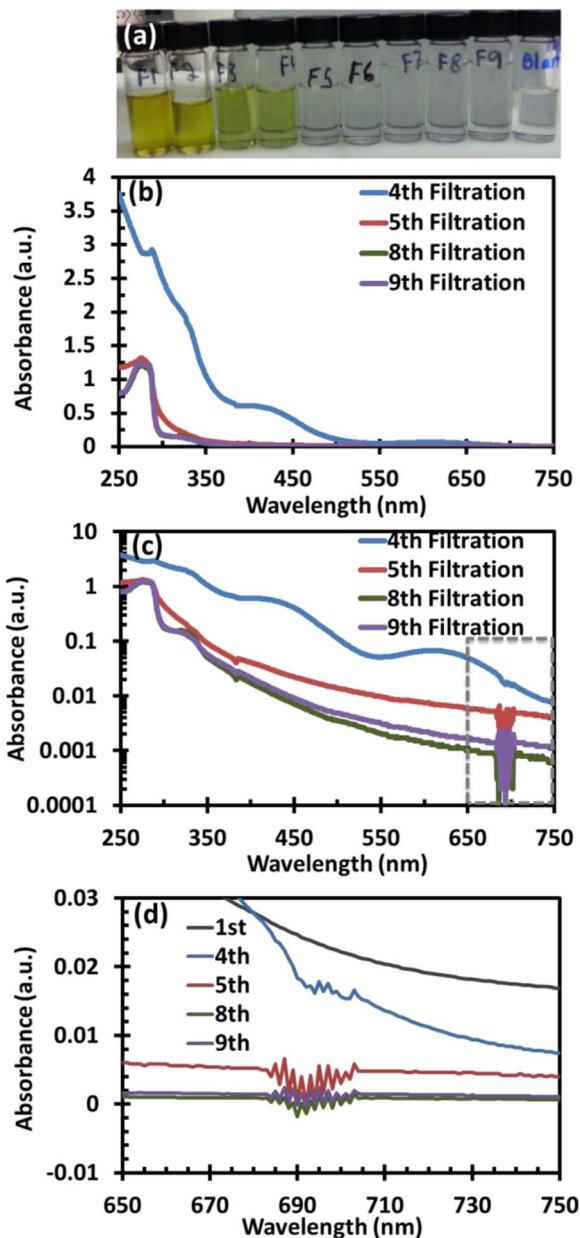 (a)
F1 F2 F3 F4 F5 F6 F7 F8 F9 Blan
(b)
4th Filtration
5th Filtration
8th Filtration
9th Filtration
Absorbance (a.u.)
4
3.5
3
2.5
2
1.5
1
0.5
0
250 350 450 550 650 750
Wavelength (nm)
(c)
4th Filtration
5th Filtration
8th Filtration
9th Filtration
Absorbance (a.u.)
10
1
0.1
0.01
0.001
0.0001
250 350 450 550 650 750
Wavelength (nm)
(d)
1st
4th
5th
8th
9th
Absorbance (a.u.)
0.03
0.02
0.01
0
-0.01
650 670 690 710 730 750
Wavelength (nm)